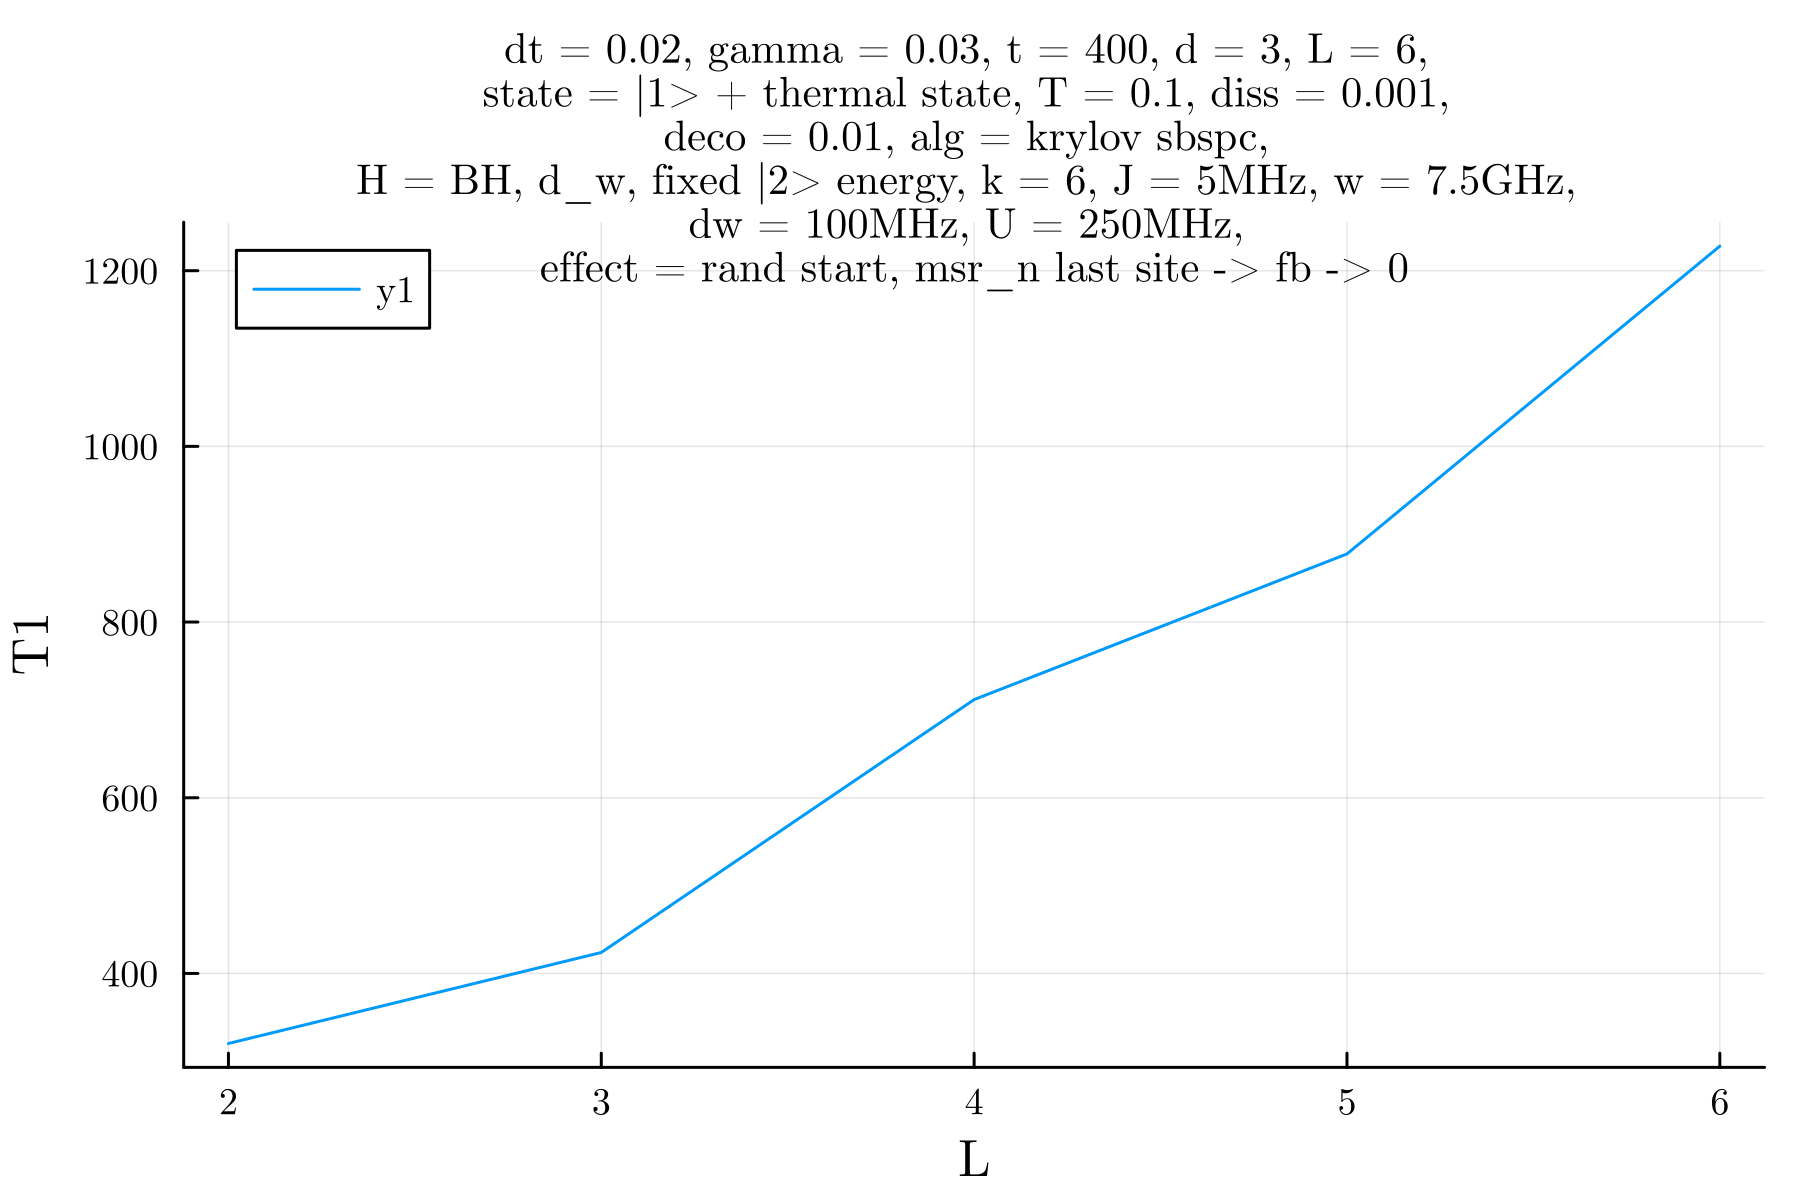 dt = 0.02, gamma = 0.03, t = 400, d = 3, L = 6,
state = |1> + thermal state, T = 0.1, diss = 0.001,
deco = 0.01, alg = krylov sbspc,
H = BH, d_w, fixed |2> energy, k = 6, J = 5MHz, w = 7.5GHz,
dw = 100MHz, U = 250MHz,
effect = rand start, msr_n last site -> fb -> 0
y1
1200
1000
800
600
400
T1
2 3 4 5 6
L